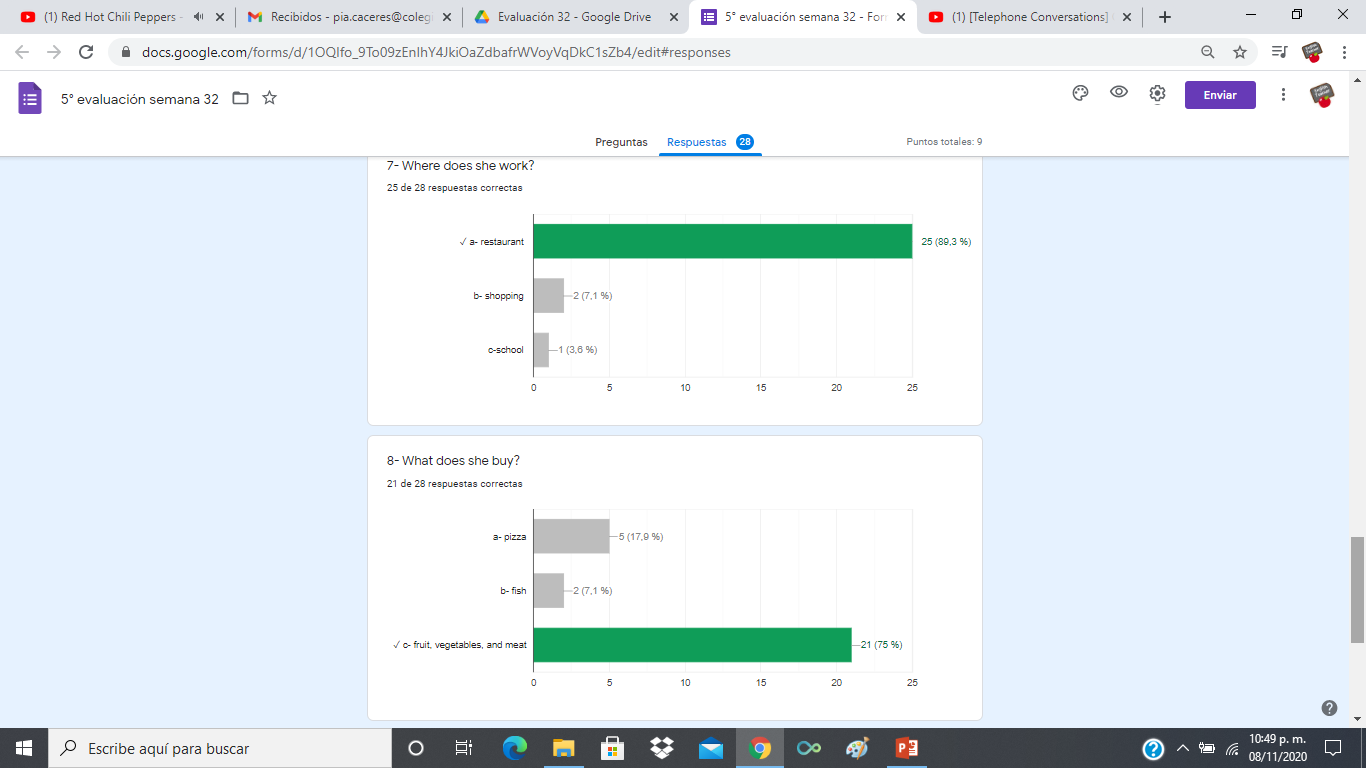 (1) Red Hot Chili Peppers -
Recibidos - pia.caceres@coleg
Evaluación 32 - Google Drive
5° evaluación semana 32 - For
(1) [Telephone Conversations]
docs.google.com/forms/d/1OQIfo_9To09zEnIhY4JkiOaZdbafrWVoyVqDkC1sZb4/edit#responses
5° evaluación semana 32
Enviar
Preguntas
Respuestas 28
Puntos totales: 9
7- Where does she work?
25 de 28 respuestas correctas
✓ a- restaurant
25 (89,3 %)
b- shopping
2 (7,1 %)
c-school
1 (3,6 %)
0 5 10 15 20 25
8- What does she buy?
21 de 28 respuestas correctas
a- pizza
5 (17,9 %)
b- fish
2 (7,1 %)
✓ c- fruit, vegetables, and meat
21 (75 %)
0 5 10 15 20 25
Escribe aquí para buscar
10:49 p. m.
08/11/2020